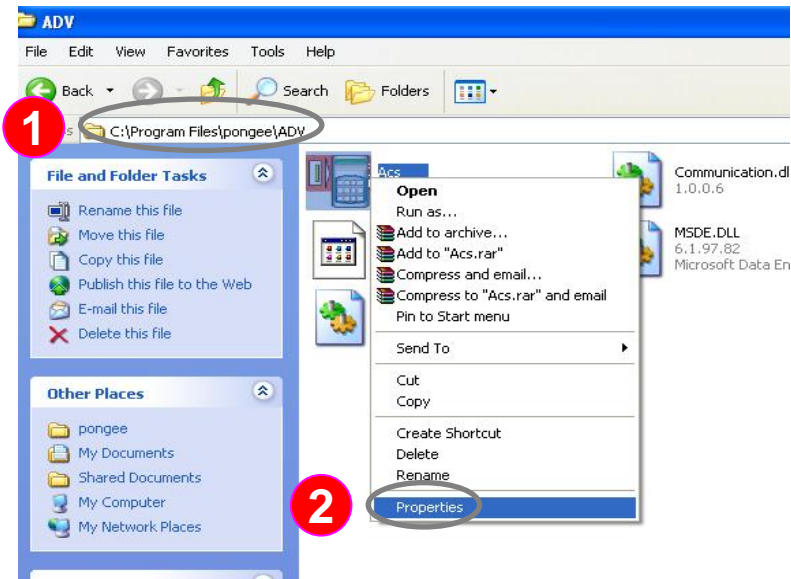 ADV
File Edit View Favorites Tools Help
Back Search Folders
1 s C:\Program Files\pongee\ADV
File and Folder Tasks
Rename this file
Move this file
Copy this file
Publish this file to the Web
E-mail this file
Delete this file
Other Places
pongee
My Documents
Shared Documents
My Computer
My Network Places
Acs
Open
Run as...
Add to archive...
Add to "Acs.rar"
Compress and email...
Compress to "Acs.rar" and email
Pin to Start menu
Send To
Cut
Copy
Create Shortcut
Delete
Rename
2 Properties
Communication.dl
1.0.0.6
MSDE.DLL
6.1.97.82
Microsoft Data En